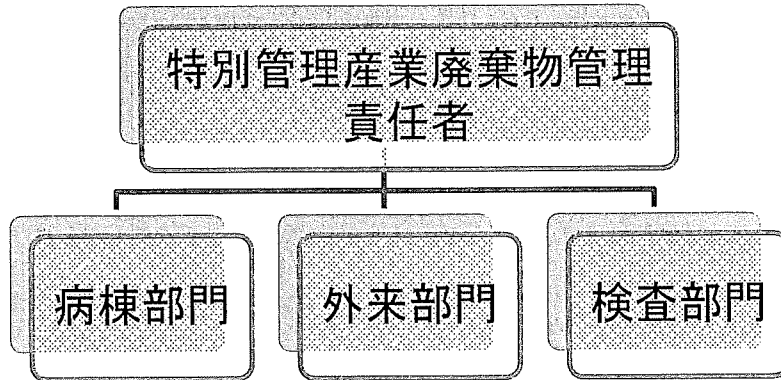 特別管理産業廃棄物管理
責任者
病棟部門
外来部門
検査部門